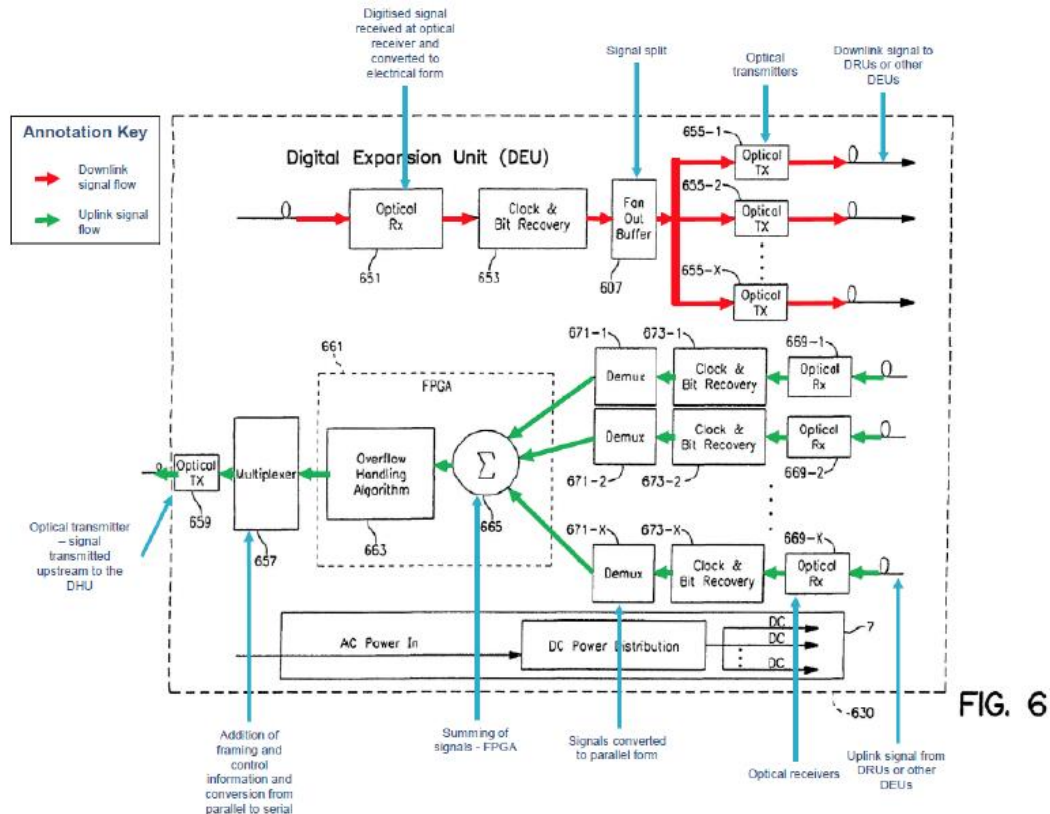 Digitised signal
received at optical
receiver and
converted to
electrical form
Signal split
Optical
transmitters
Downlink signal to
DRUs or other
DEUs
Annotation Key
Downlink
signal flow
Uplink signal
flow
Digital Expansion Unit (DEU)
Optical
Rx
651
Clock &
Bit Recovery
653
Fan
Out
Buffer
607
655-1
Optical
TX
655-2
Optical
TX
655-X
Optical
TX
661
FPGA
671-1
Demux
673-1
Clock &
Bit Recovery
669-1
Optical
Rx
Demux
671-2
Clock &
Bit Recovery
673-2
Optical
Rx
669-2
671-X
Demux
673-X
Clock &
Bit Recovery
669-X
Optical
Rx
Σ
665
Overflow
Handling
Algorithm
663
Multiplexer
657
Optical
TX
659
Optical transmitter
– signal
transmitted
upstream to the
DHU
AC Power In
DC Power Distribution
DC
DC
DC
7
630
FIG. 6
Addition of
framing and
control
information and
conversion from
parallel to serial
Summing of
signals - FPGA
Signals converted
to parallel form
Optical receivers
Uplink signal from
DRUs or other
DEUs